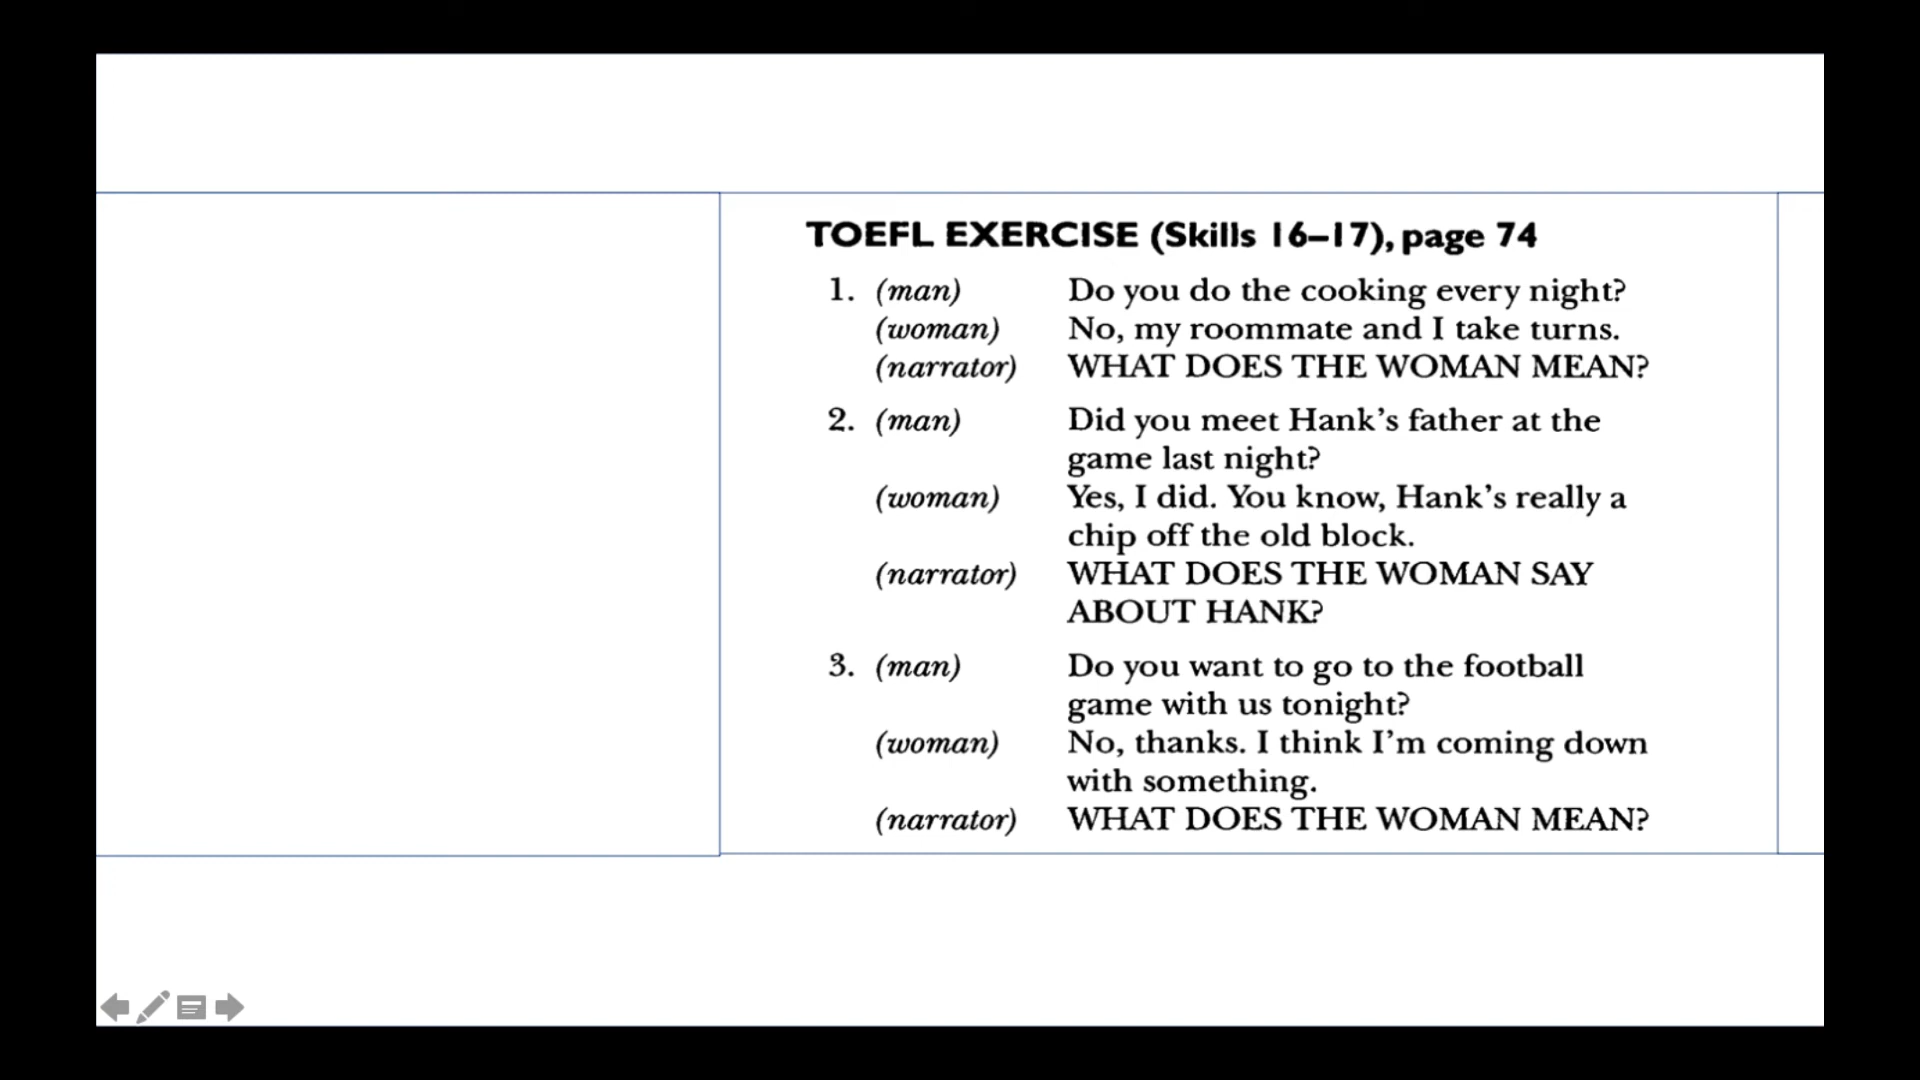 TOEFL EXERCISE (Skills 16–17), page 74
1. (man) Do you do the cooking every night?
(woman) No, my roommate and I take turns.
(narrator) WHAT DOES THE WOMAN MEAN?
2. (man) Did you meet Hank’s father at the
game last night?
(woman) Yes, I did. You know, Hank’s really a
chip off the old block.
(narrator) WHAT DOES THE WOMAN SAY
ABOUT HANK?
3. (man) Do you want to go to the football
game with us tonight?
(woman) No, thanks. I think I’m coming down
with something.
(narrator) WHAT DOES THE WOMAN MEAN?